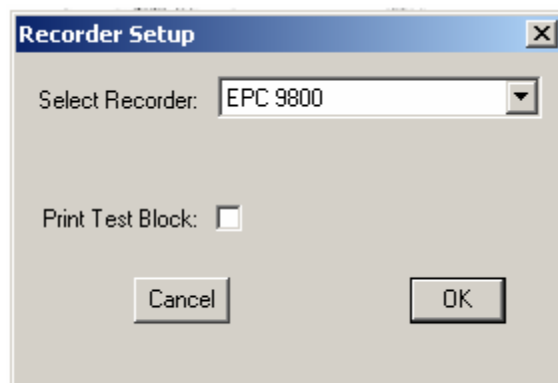 Recorder Setup
Select Recorder: EPC 9800
Print Test Block:
Cancel OK